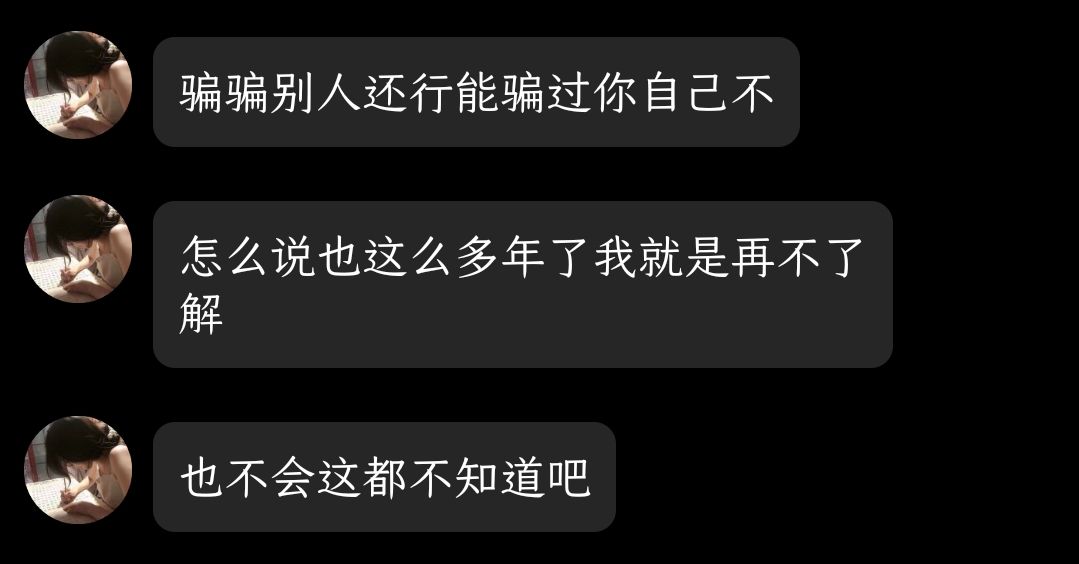 骗骗别人还行能骗过你自己不
怎么说也这么多年了我就是再不了
解
也不会这都不知道吧